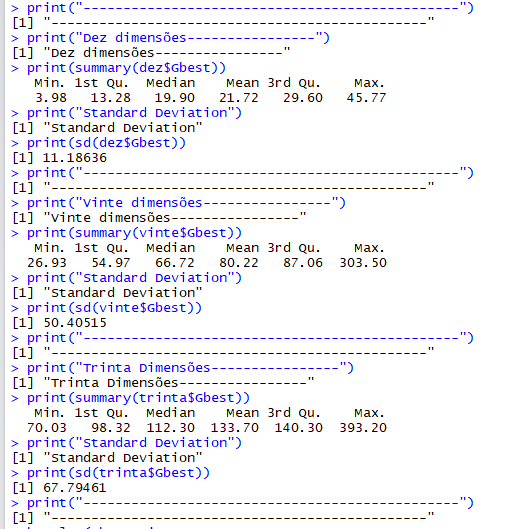 > print("-----------------------------------------------")
[1] "-----------------------------------------------"
> print("Dez dimensões----------------")
[1] "Dez dimensões----------------"
> print(summary(dez$Gbest))
Min. 1st Qu. Median Mean 3rd Qu. Max.
3.98 13.28 19.90 21.72 29.60 45.77
> print("Standard Deviation")
[1] "Standard Deviation"
> print(sd(dez$Gbest))
[1] 11.18636
> print("-----------------------------------------------")
[1] "-----------------------------------------------"
> print("Vinte dimensões----------------")
[1] "Vinte dimensões----------------"
> print(summary(vinte$Gbest))
Min. 1st Qu. Median Mean 3rd Qu. Max.
26.93 54.97 66.72 80.22 87.06 303.50
> print("Standard Deviation")
[1] "Standard Deviation"
> print(sd(vinte$Gbest))
[1] 50.40515
> print("-----------------------------------------------")
[1] "-----------------------------------------------"
> print("Trinta Dimensões----------------")
[1] "Trinta Dimensões----------------"
> print(summary(trinta$Gbest))
Min. 1st Qu. Median Mean 3rd Qu. Max.
70.03 98.32 112.30 133.70 140.30 393.20
> print("Standard Deviation")
[1] "Standard Deviation"
> print(sd(trinta$Gbest))
[1] 67.79461
> print("-----------------------------------------------")
[1] "-----------------------------------------------"